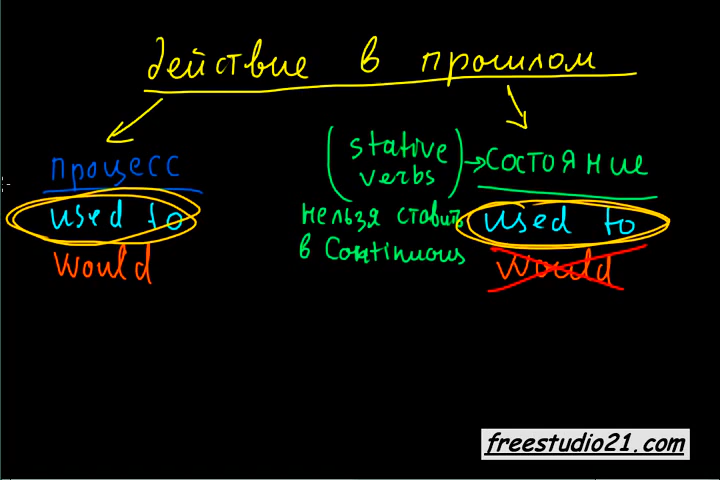 действие в прошлом
процесс
used to
would
(stative verbs) → состояние
нельзя ставить
в Continuous
used to
would
freestudio21.com